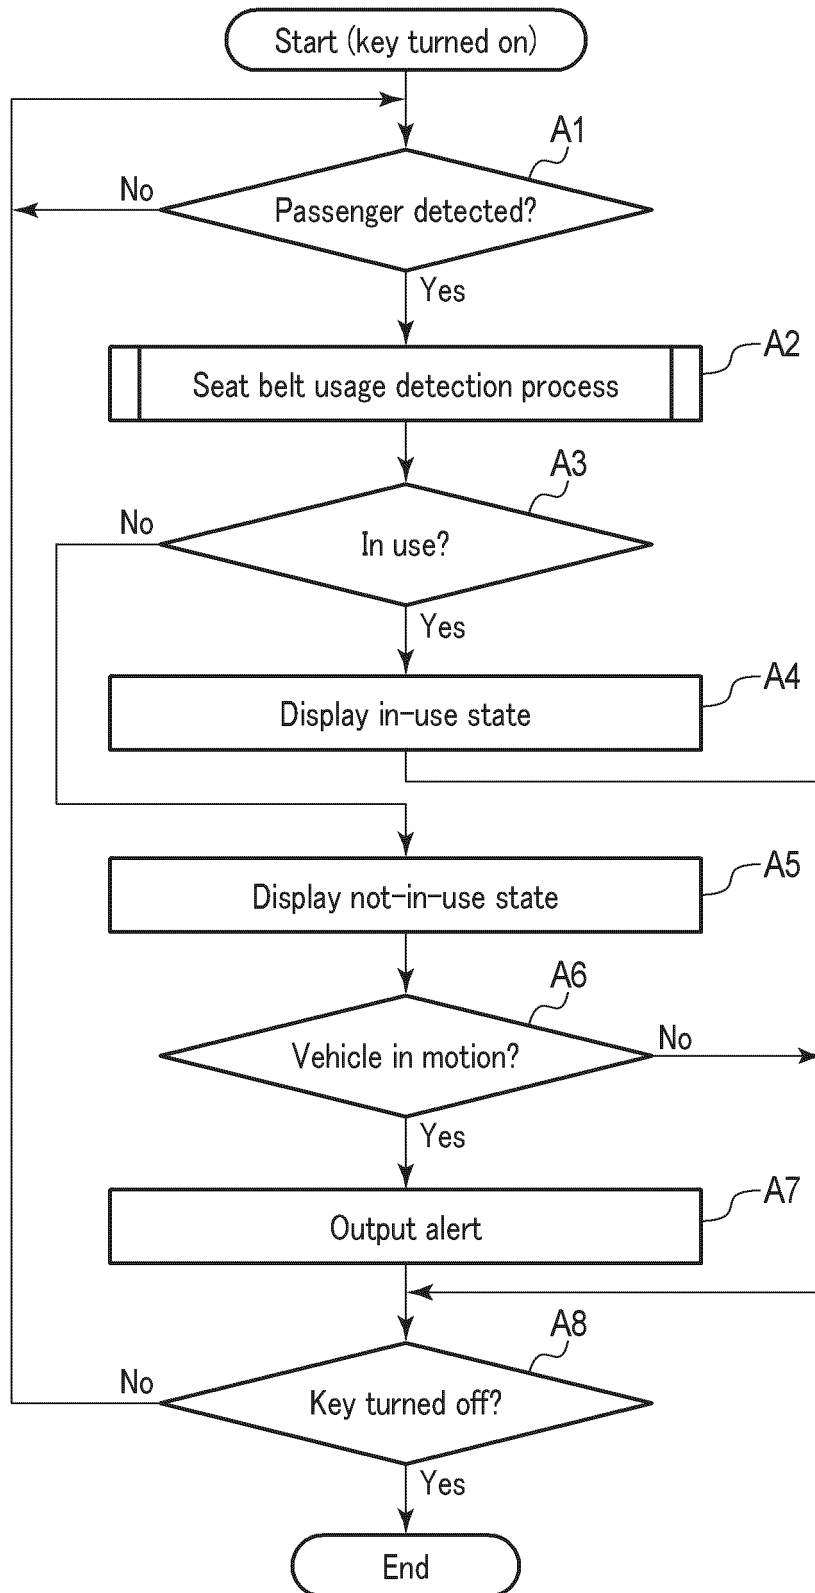 Start (key turned on)
A1
No
Passenger detected?
Yes
A2
Seat belt usage detection process
A3
No
In use?
Yes
A4
Display in-use state
A5
Display not-in-use state
A6
Vehicle in motion?
No
Yes
A7
Output alert
A8
No
Key turned off?
Yes
End